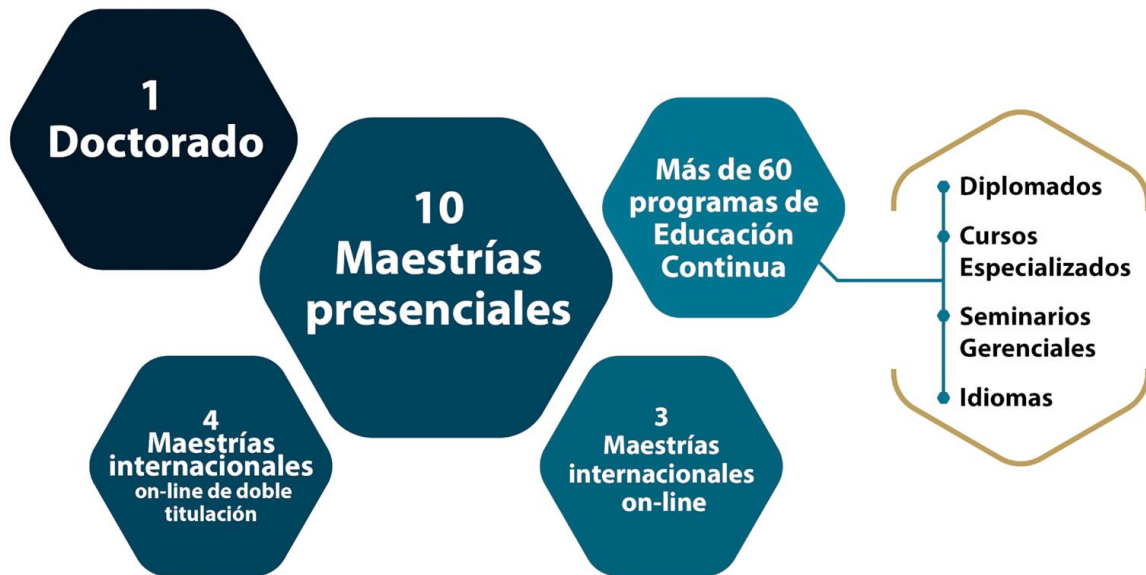 1
Doctorado
10
Maestrías
presenciales
Más de 60
programas de
Educación
Continua
Diplomados
Cursos
Especializados
Seminarios
Gerenciales
Idiomas
4
Maestrías
internacionales
on-line de doble
titulación
3
Maestrías
internacionales
on-line